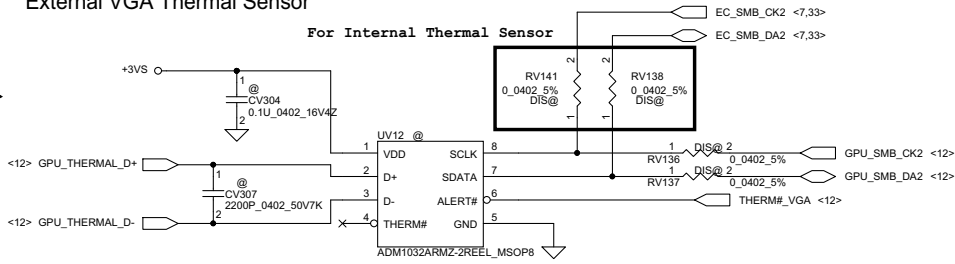 External VGA Thermal Sensor
For Internal Thermal Sensor
EC_SMB_CK2 <7,33>
EC_SMB_DA2 <7,33>
+3VS
1
@
CV304
0.1U_0402_16V4Z
2
2
RV141
0_0402_5%
DIS@
1
2
RV138
0_0402_5%
DIS@
1
UV12 @
1 VDD
SCLK 8
2 D+
SDATA 7
3 D-
ALERT# 6
4 THERM#
GND 5
ADM1032ARMZ-2REEL_MSOP8
<12> GPU_THERMAL_D+
1
@
CV307
2200P_0402_50V7K
2
<12> GPU_THERMAL_D-
1 DIS@ 2
RV136 0_0402_5%
GPU_SMB_CK2 <12>
1 DIS@ 2
RV137 0_0402_5%
GPU_SMB_DA2 <12>
THERM#_VGA <12>